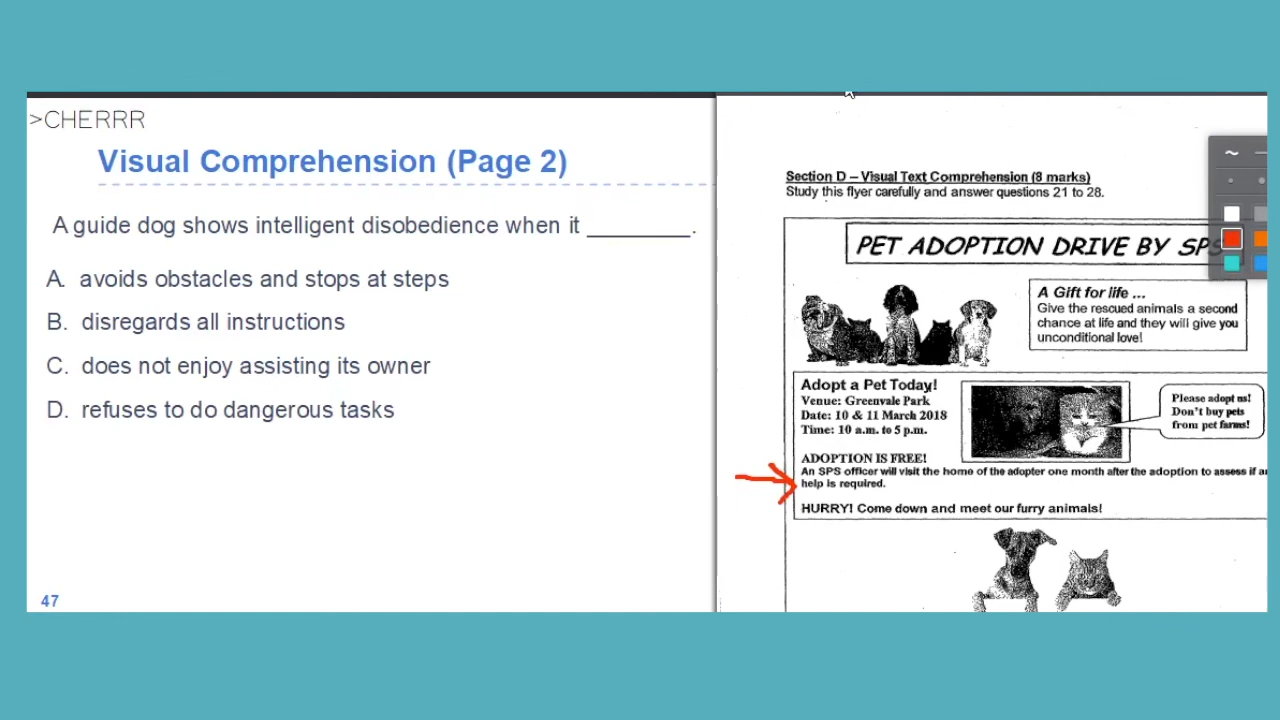 >CHERRR
Visual Comprehension (Page 2)
A guide dog shows intelligent disobedience when it ________.
A. avoids obstacles and stops at steps
B. disregards all instructions
C. does not enjoy assisting its owner
D. refuses to do dangerous tasks
47
Section D – Visual Text Comprehension (8 marks)
Study this flyer carefully and answer questions 21 to 28.
PET ADOPTION DRIVE BY SPS
A Gift for life ...
Give the rescued animals a second
chance at life and they will give you
unconditional love!
Adopt a Pet Today!
Venue: Greenvale Park
Date: 10 & 11 March 2018
Time: 10 a.m. to 5 p.m.
Please adopt us!
Don't buy pets
from pet farms!
ADOPTION IS FREE!
An SPS officer will visit the home of the adopter one month after the adoption to assess if
help is required.
HURRY! Come down and meet our furry animals!